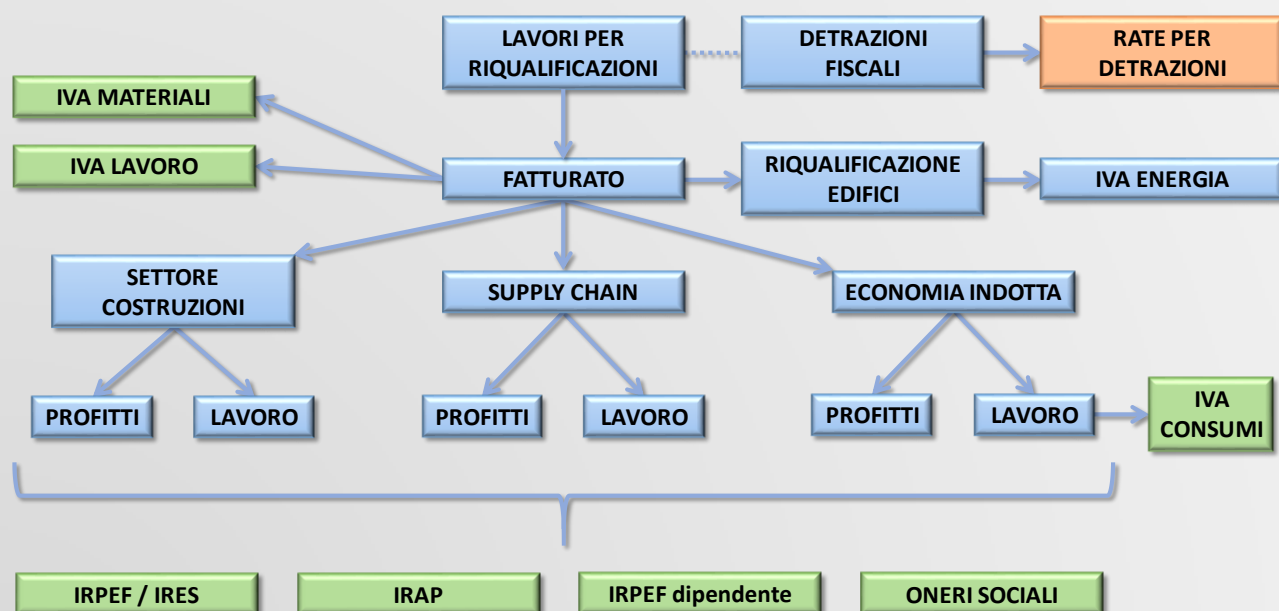 LAVORI PER
RIQUALIFICAZIONI
DETRAZIONI
FISCALI
RATE PER
DETRAZIONI
IVA MATERIALI
IVA LAVORO
FATTURATO
RIQUALIFICAZIONE
EDIFICI
IVA ENERGIA
SETTORE
COSTRUZIONI
SUPPLY CHAIN
ECONOMIA INDOTTA
PROFITTI
LAVORO
PROFITTI
LAVORO
PROFITTI
LAVORO
IVA
CONSUMI
IRPEF / IRES
IRAP
IRPEF dipendente
ONERI SOCIALI